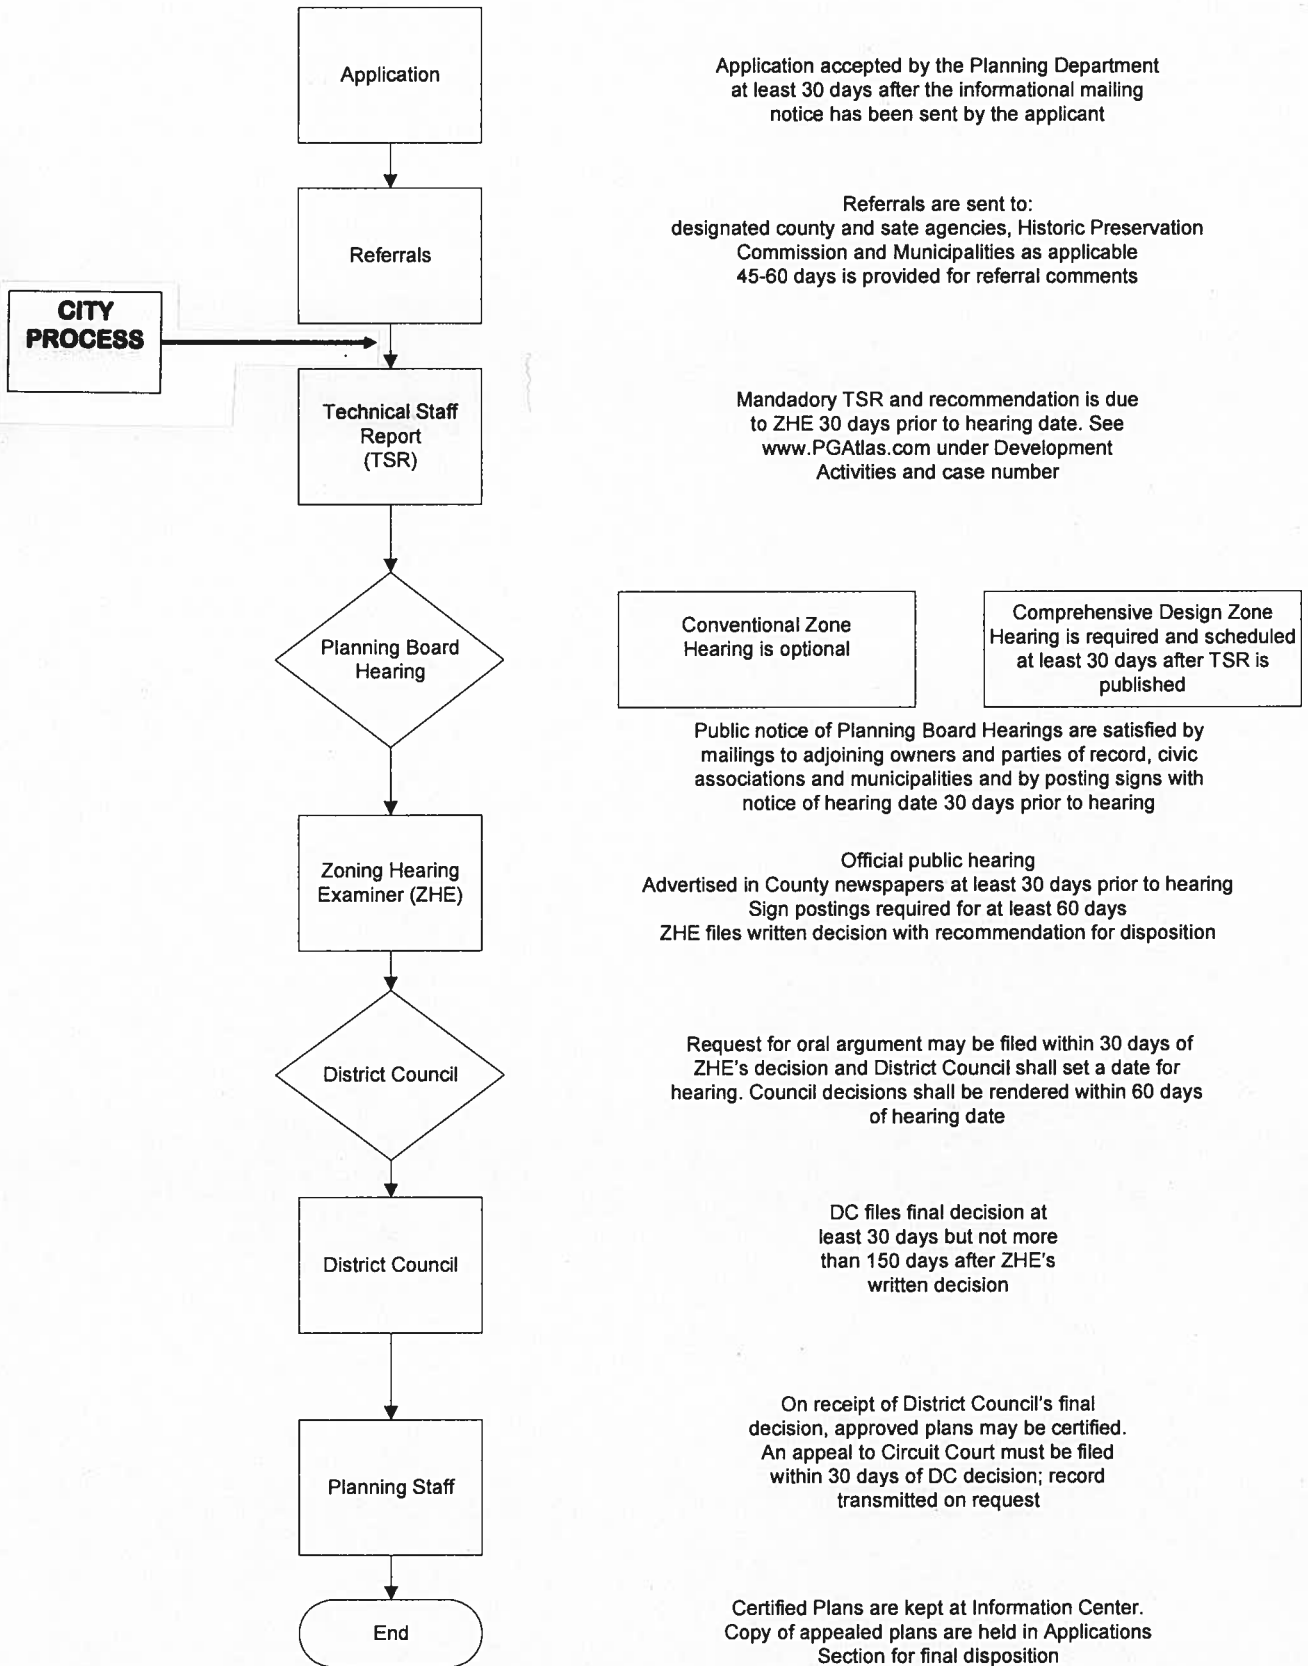 Application
Application accepted by the Planning Department
at least 30 days after the informational mailing
notice has been sent by the applicant
Referrals
Referrals are sent to:
designated county and sate agencies, Historic Preservation
Commission and Municipalities as applicable
45-60 days is provided for referral comments
CITY
PROCESS
Technical Staff
Report
(TSR)
Mandadory TSR and recommendation is due
to ZHE 30 days prior to hearing date. See
www.PGAtlas.com under Development
Activities and case number
Planning Board
Hearing
Conventional Zone
Hearing is optional
Comprehensive Design Zone
Hearing is required and scheduled
at least 30 days after TSR is
published
Public notice of Planning Board Hearings are satisfied by
mailings to adjoining owners and parties of record, civic
associations and municipalities and by posting signs with
notice of hearing date 30 days prior to hearing
Zoning Hearing
Examiner (ZHE)
Official public hearing
Advertised in County newspapers at least 30 days prior to hearing
Sign postings required for at least 60 days
ZHE files written decision with recommendation for disposition
District Council
Request for oral argument may be filed within 30 days of
ZHE's decision and District Council shall set a date for
hearing. Council decisions shall be rendered within 60 days
of hearing date
District Council
DC files final decision at
least 30 days but not more
than 150 days after ZHE's
written decision
Planning Staff
On receipt of District Council's final
decision, approved plans may be certified.
An appeal to Circuit Court must be filed
within 30 days of DC decision; record
transmitted on request
End
Certified Plans are kept at Information Center.
Copy of appealed plans are held in Applications
Section for final disposition